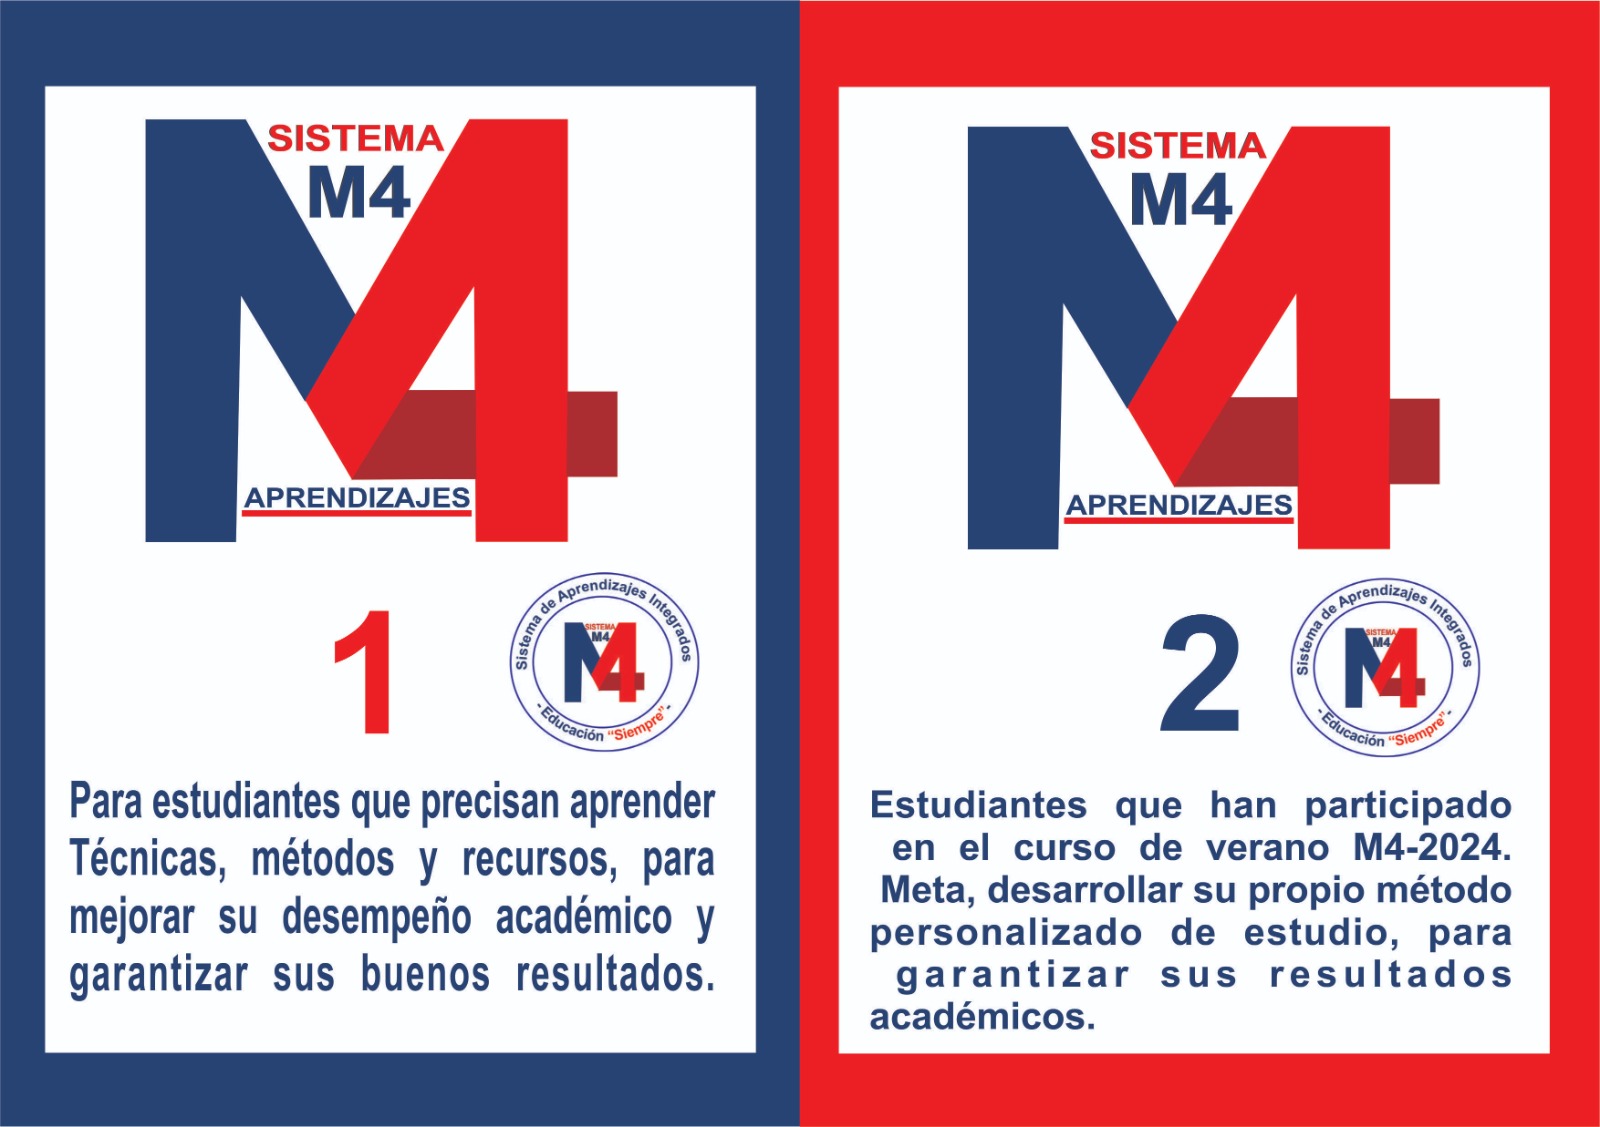 SISTEMA
M4
APRENDIZAJES
1
Sistema de Aprendizajes Integrados
SISTEMA
M4
- Educación "Siempre" -
Para estudiantes que precisan aprender
Técnicas, métodos y recursos, para
mejorar su desempeño académico y
garantizar sus buenos resultados.
SISTEMA
M4
APRENDIZAJES
2
Sistema de Aprendizajes Integrados
SISTEMA
M4
- Educación "Siempre" -
Estudiantes que han participado
en el curso de verano M4-2024.
Meta, desarrollar su propio método
personalizado de estudio, para
garantizar sus resultados
académicos.